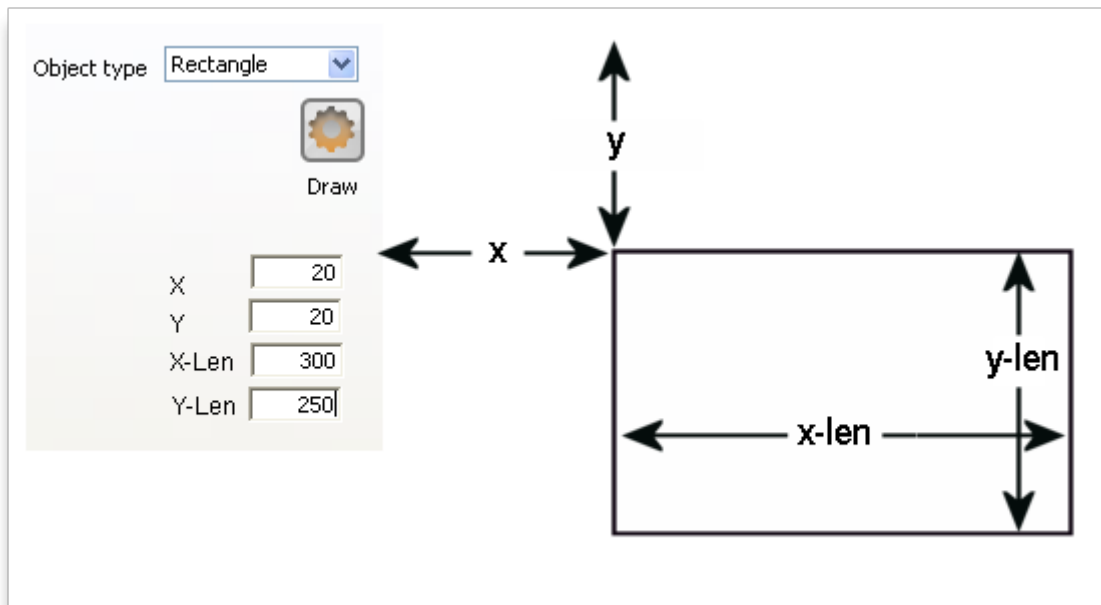 Object type Rectangle
Draw
X 20
Y 20
X-Len 300
Y-Len 250
y
x
y-len
x-len